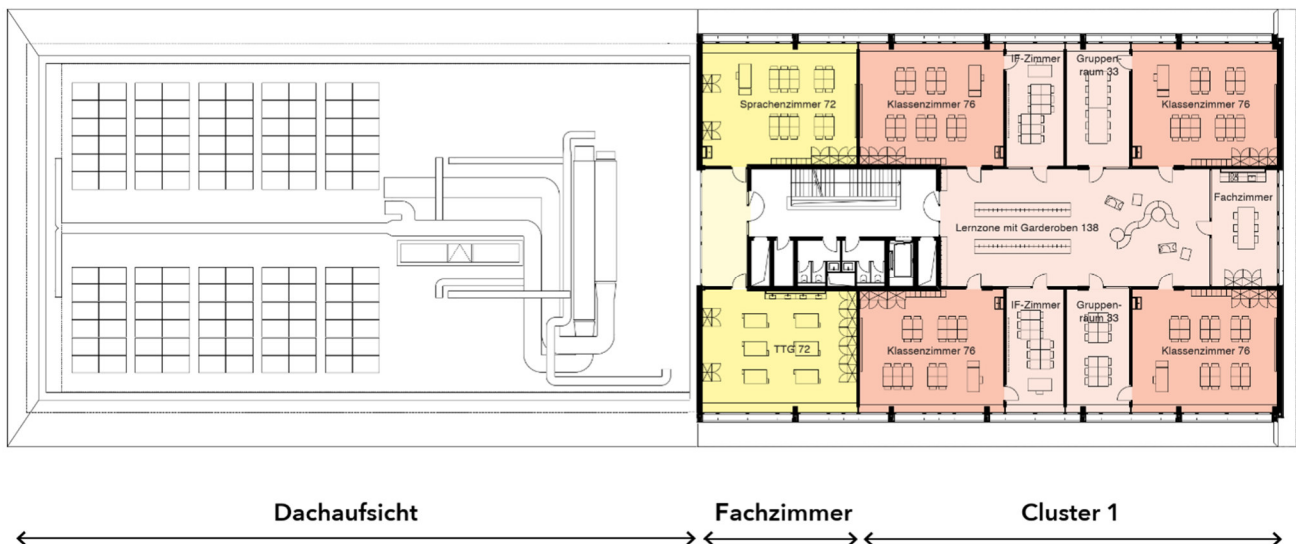 IF-Zimmer
Gruppen-
raum 33
Sprachenzimmer 72
Klassenzimmer 76
Klassenzimmer 76
Fachzimmer
Lernzone mit Garderoben 138
IF-Zimmer
Gruppen-
raum 33
TTG 72
Klassenzimmer 76
Klassenzimmer 76
Dachaufsicht
Fachzimmer
Cluster 1